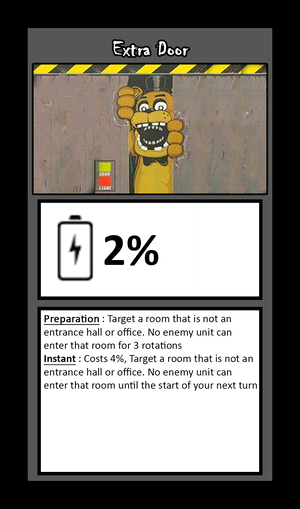 Extra Door
DOOR
LIGHT
2%
Preparation : Target a room that is not an
entrance hall or office. No enemy unit can
enter that room for 3 rotations
Instant : Costs 4%, Target a room that is not an
entrance hall or office. No enemy unit can
enter that room until the start of your next turn